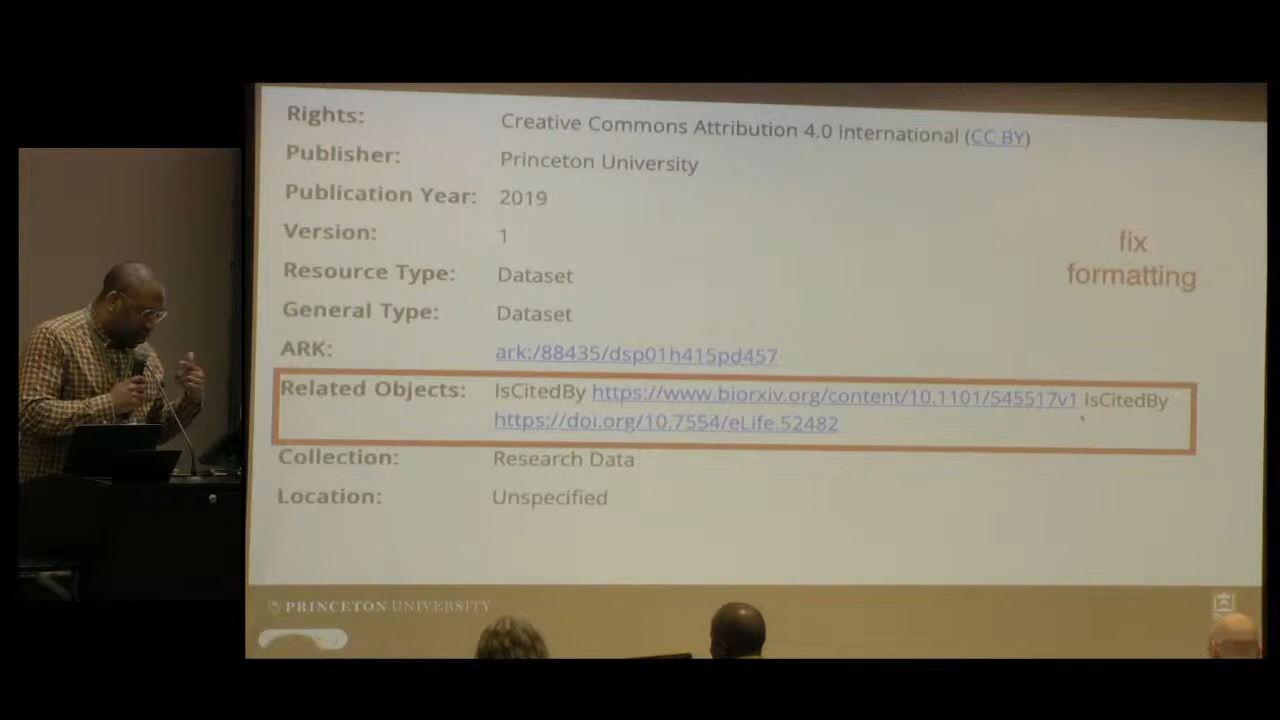 Rights: Creative Commons Attribution 4.0 International (CC BY)
Publisher: Princeton University
Publication Year: 2019
Version: 1
Resource Type: Dataset
General Type: Dataset
ARK: ark:/88435/dsp01h415pd457
Related Objects: IsCitedBy https://www.biorxiv.org/content/10.1101/545517v1 IsCitedBy
https://doi.org/10.7554/eLife.52482
Collection: Research Data
Location: Unspecified
fix
formatting
PRINCETON UNIVERSITY